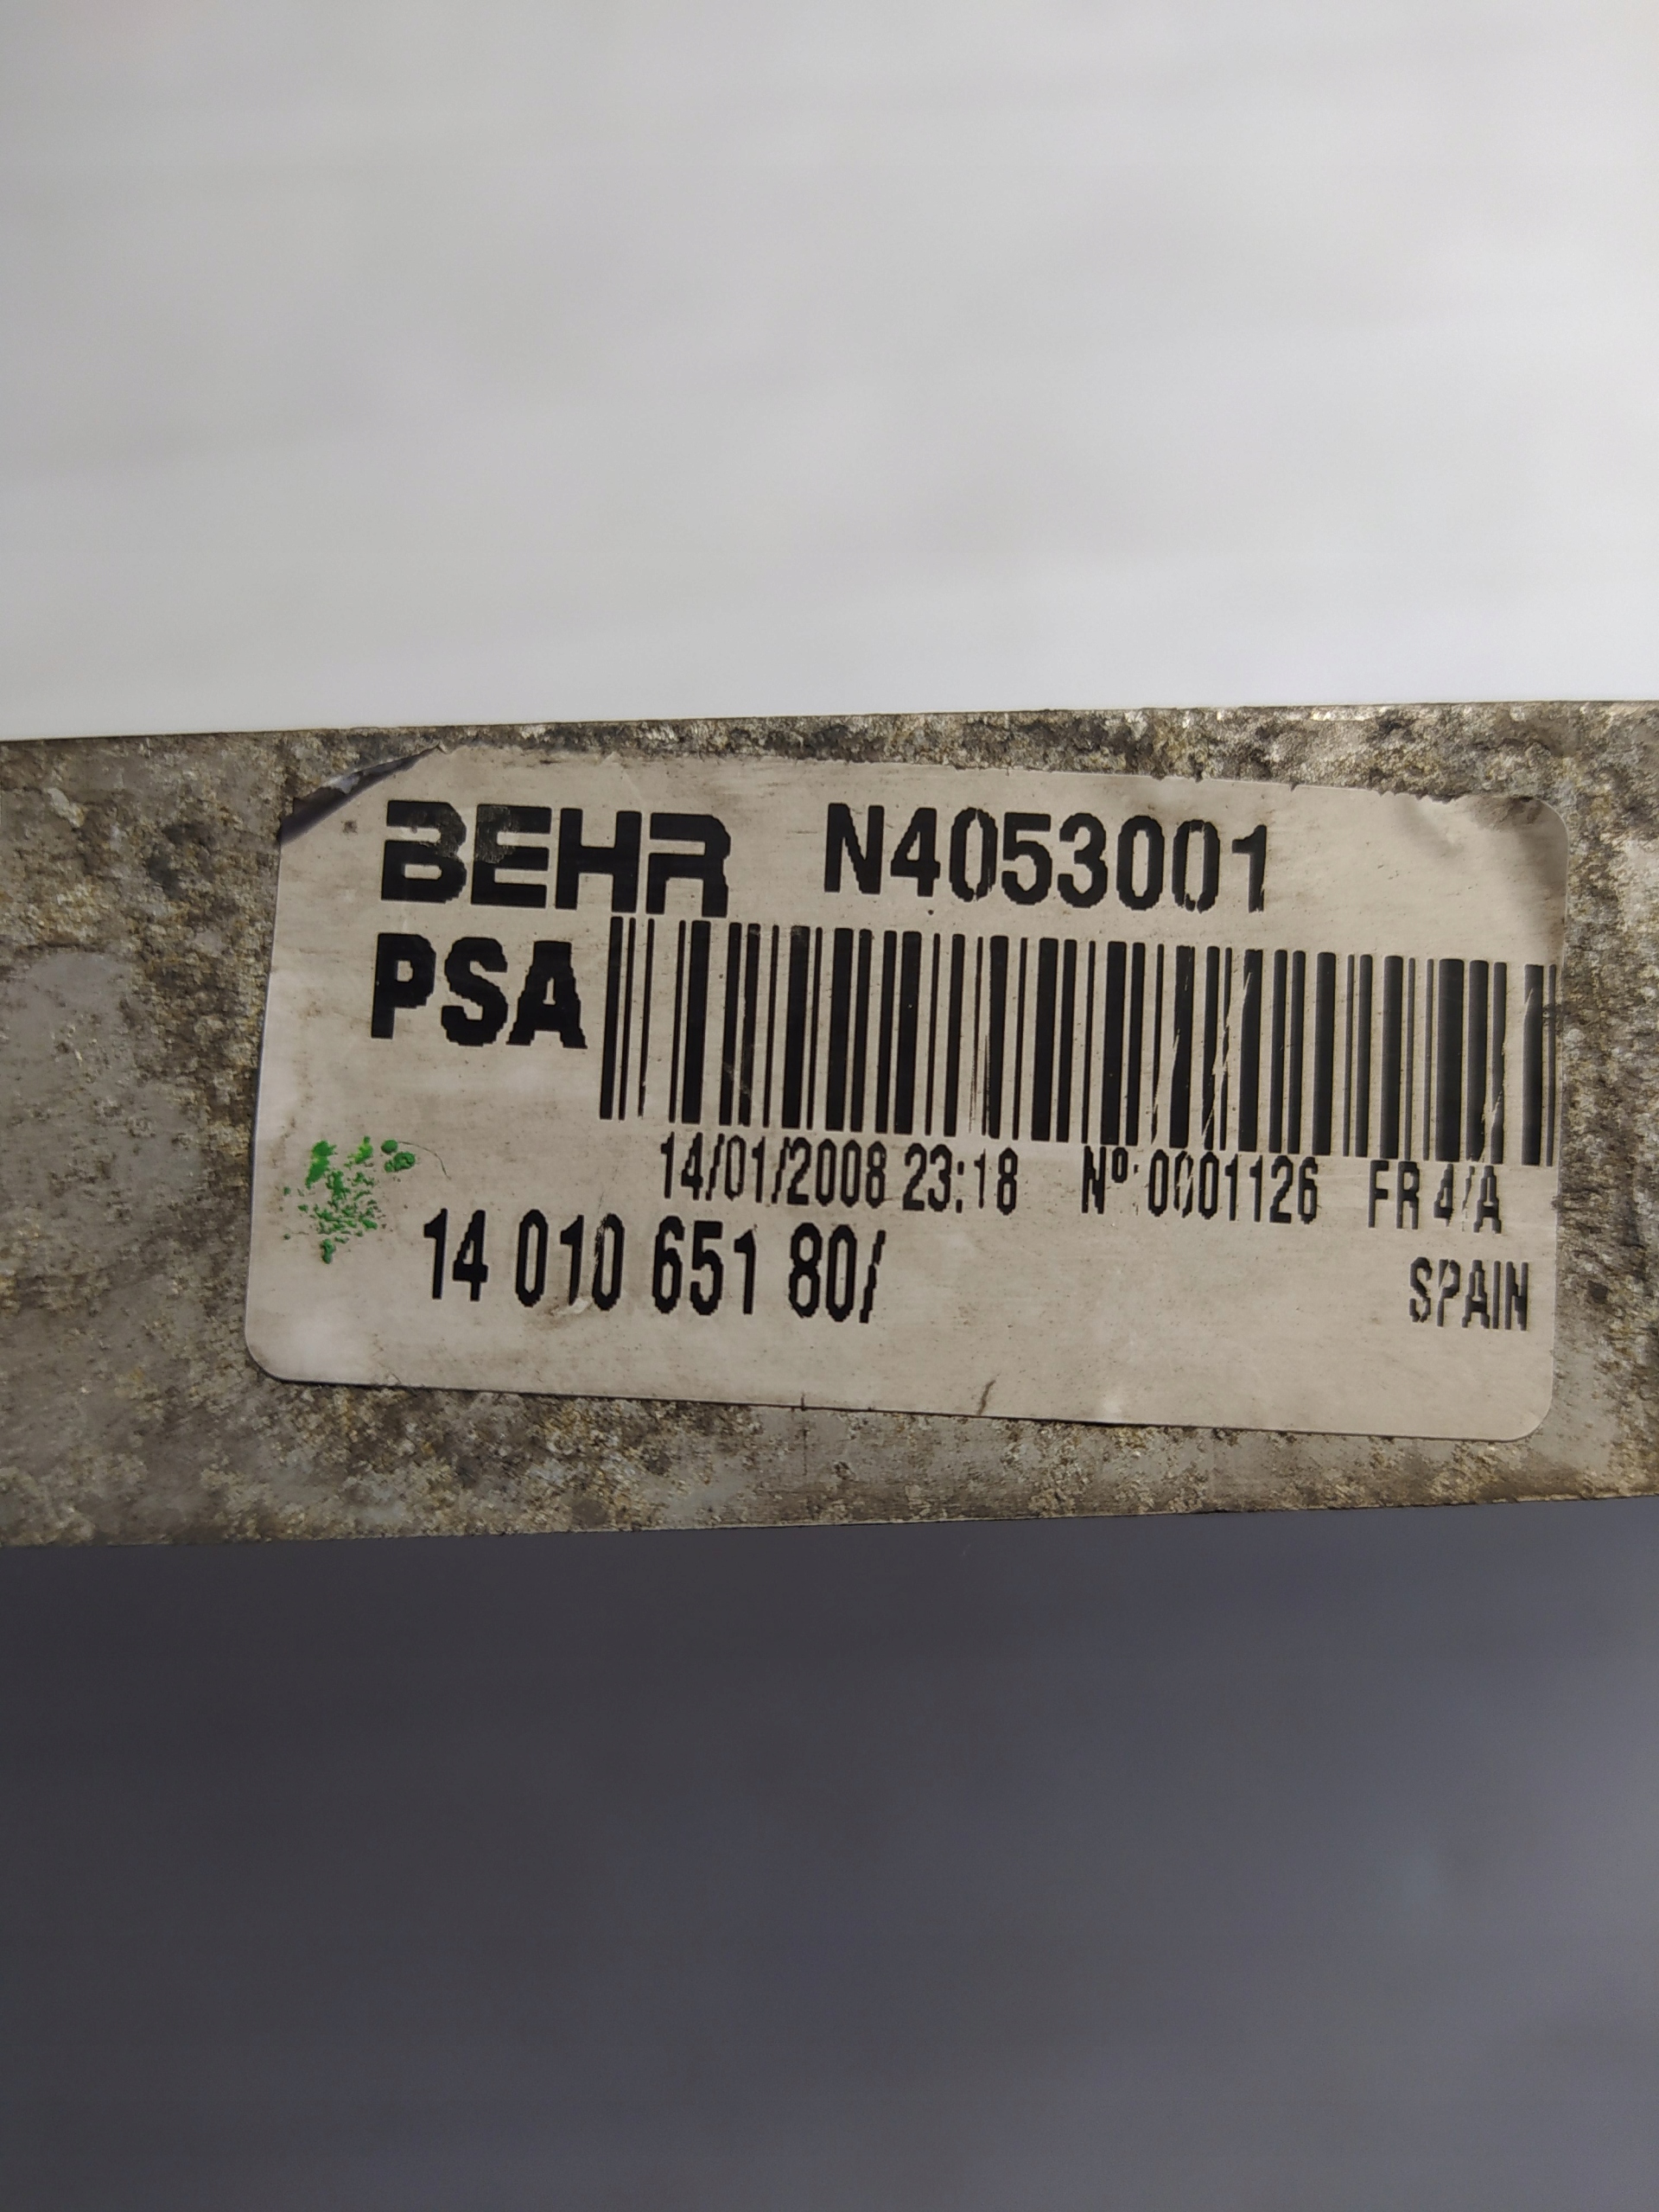 BEHR N4053001
PSA
14/01/2008 23:18 Nº: 0001126 FR 4/A
14 010 651 80/
SPAIN